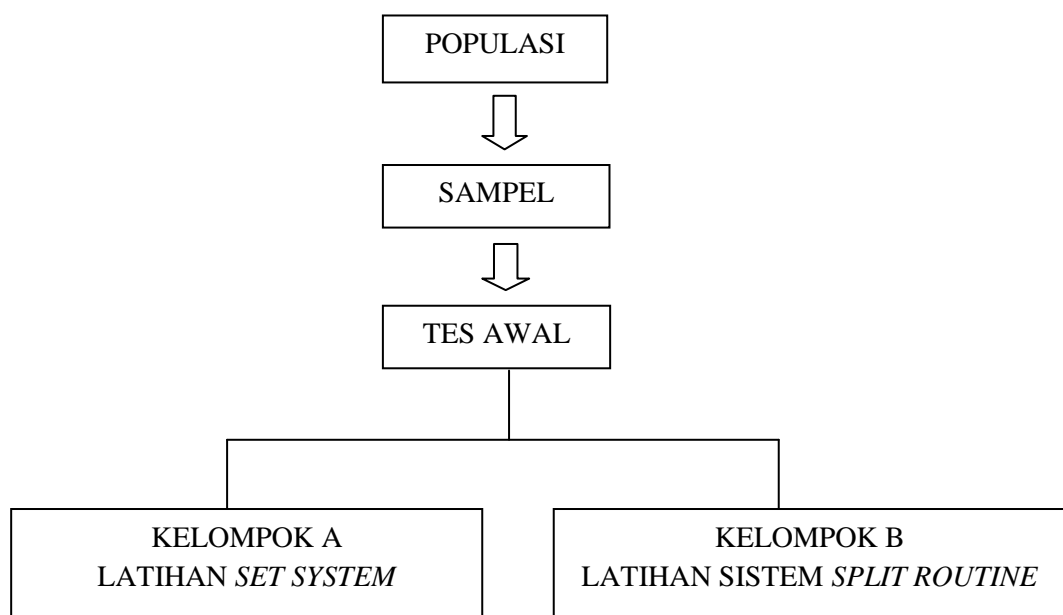 POPULASI
SAMPEL
TES AWAL
KELOMPOK A
LATIHAN SET SYSTEM
KELOMPOK B
LATIHAN SISTEM SPLIT ROUTINE